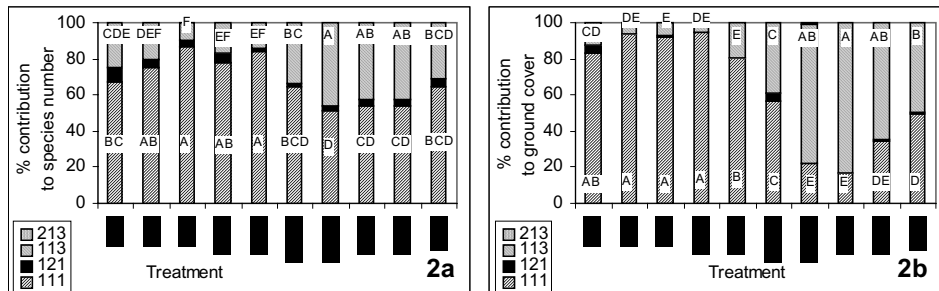 % contribution
to species number
100
80
60
40
20
0
CDE DEF F EF EF BC A AB AB BCD
BC AB A AB A BCD D CD CD BCD
213
113
121
111
Treatment
2a
% contribution
to ground cover
100
80
60
40
20
0
CD DE E DE E C AB A AB B
AB A A A B C E E DE D
213
113
121
111
Treatment
2b